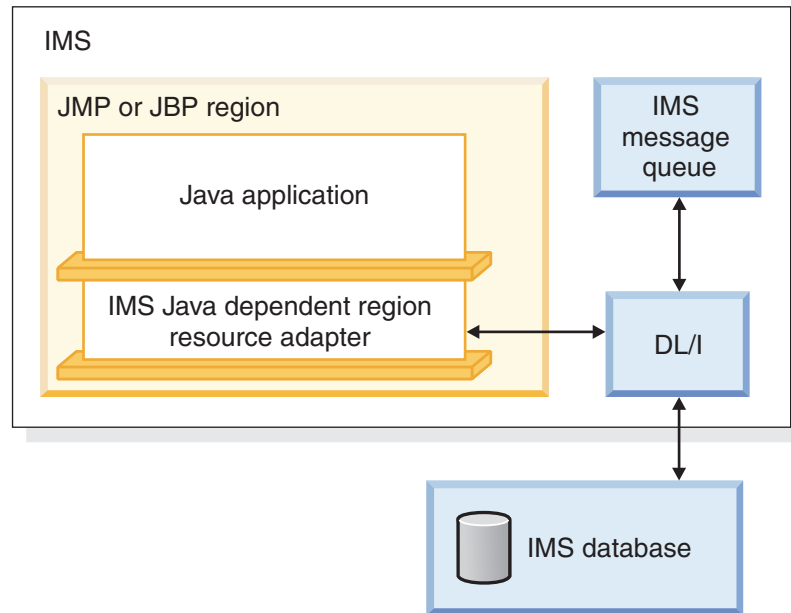 IMS
JMP or JBP region
Java application
IMS Java dependent region
resource adapter
IMS
message
queue
DL/I
IMS database